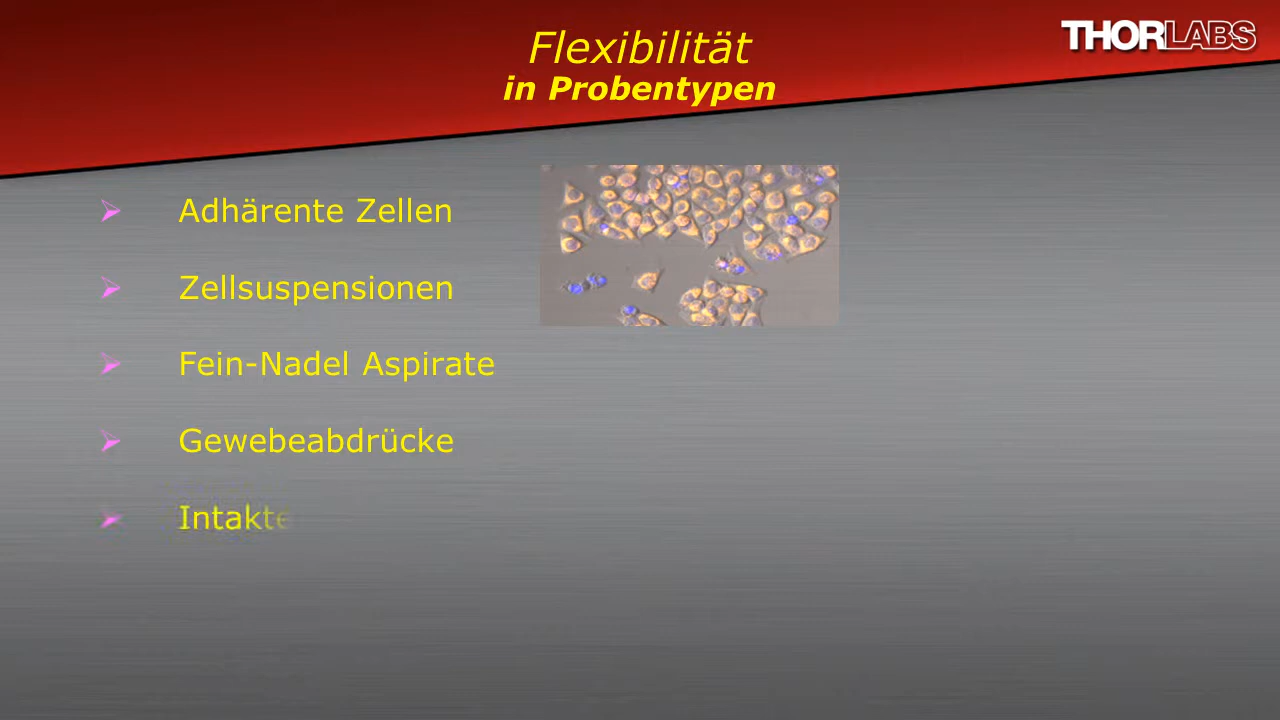 Flexibilität
in Probentypen
THORLABS
Adhärente Zellen
Zellsuspensionen
Fein-Nadel Aspirate
Gewebeabdrücke
Intakte